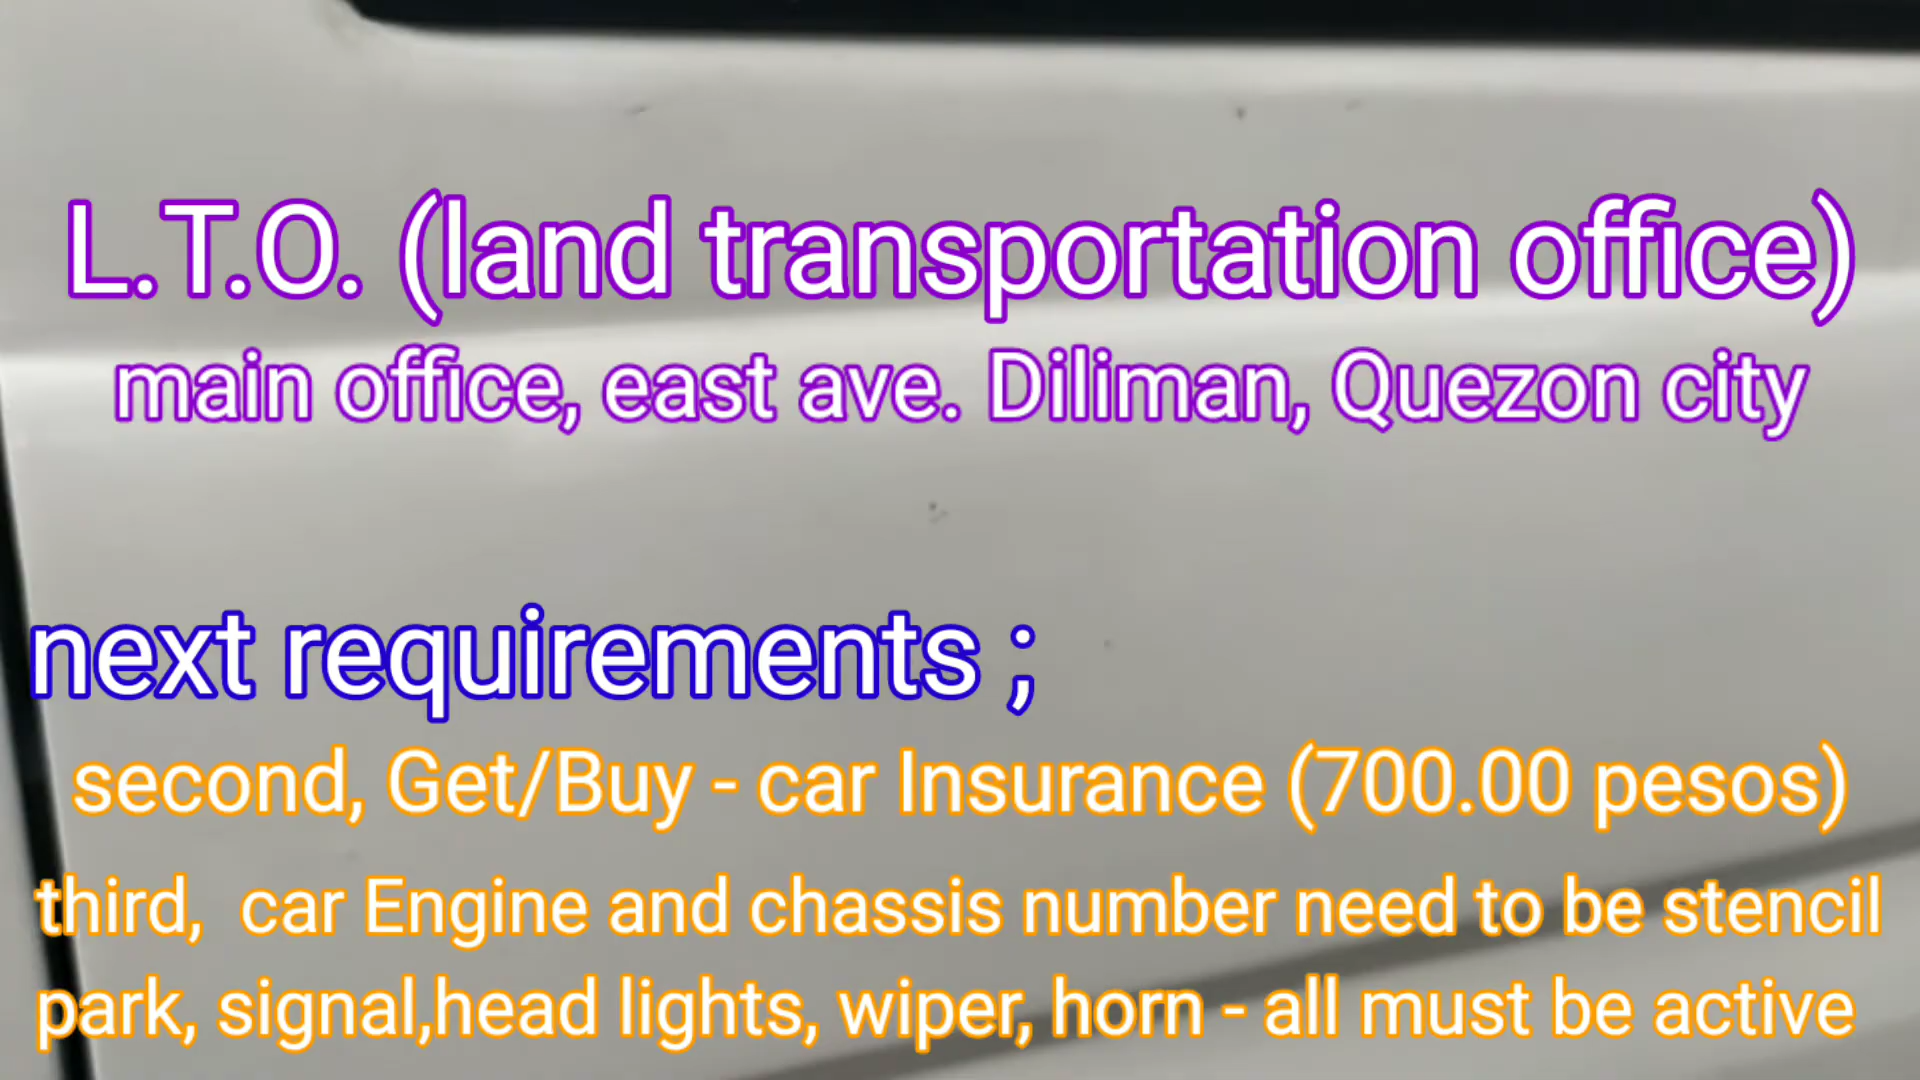 L.T.O. (land transportation office)
main office, east ave. Diliman, Quezon city
next requirements ;
second, Get/Buy - car Insurance (700.00 pesos)
third, car Engine and chassis number need to be stencil
park, signal,head lights, wiper, horn - all must be active